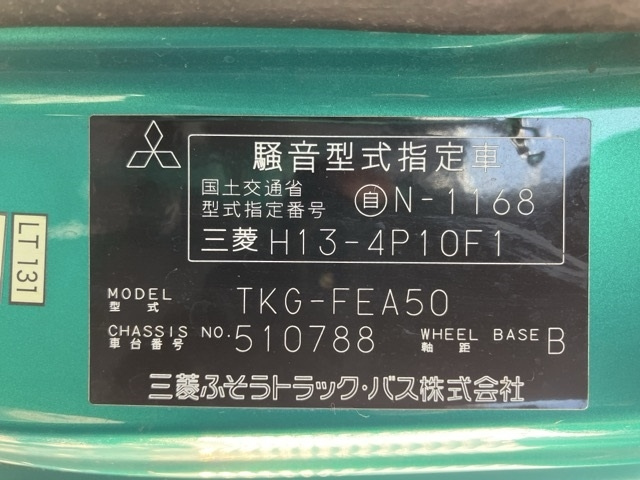 騒音型式指定車
国土交通省
型式指定番号 自N-1168
三菱 H13-4P10F1
MODEL
型式 TKG-FEA50
CHASSIS NO.
車台番号 510788 WHEEL BASE
軸距 B
三菱ふそうトラック・バス株式会社
LT131